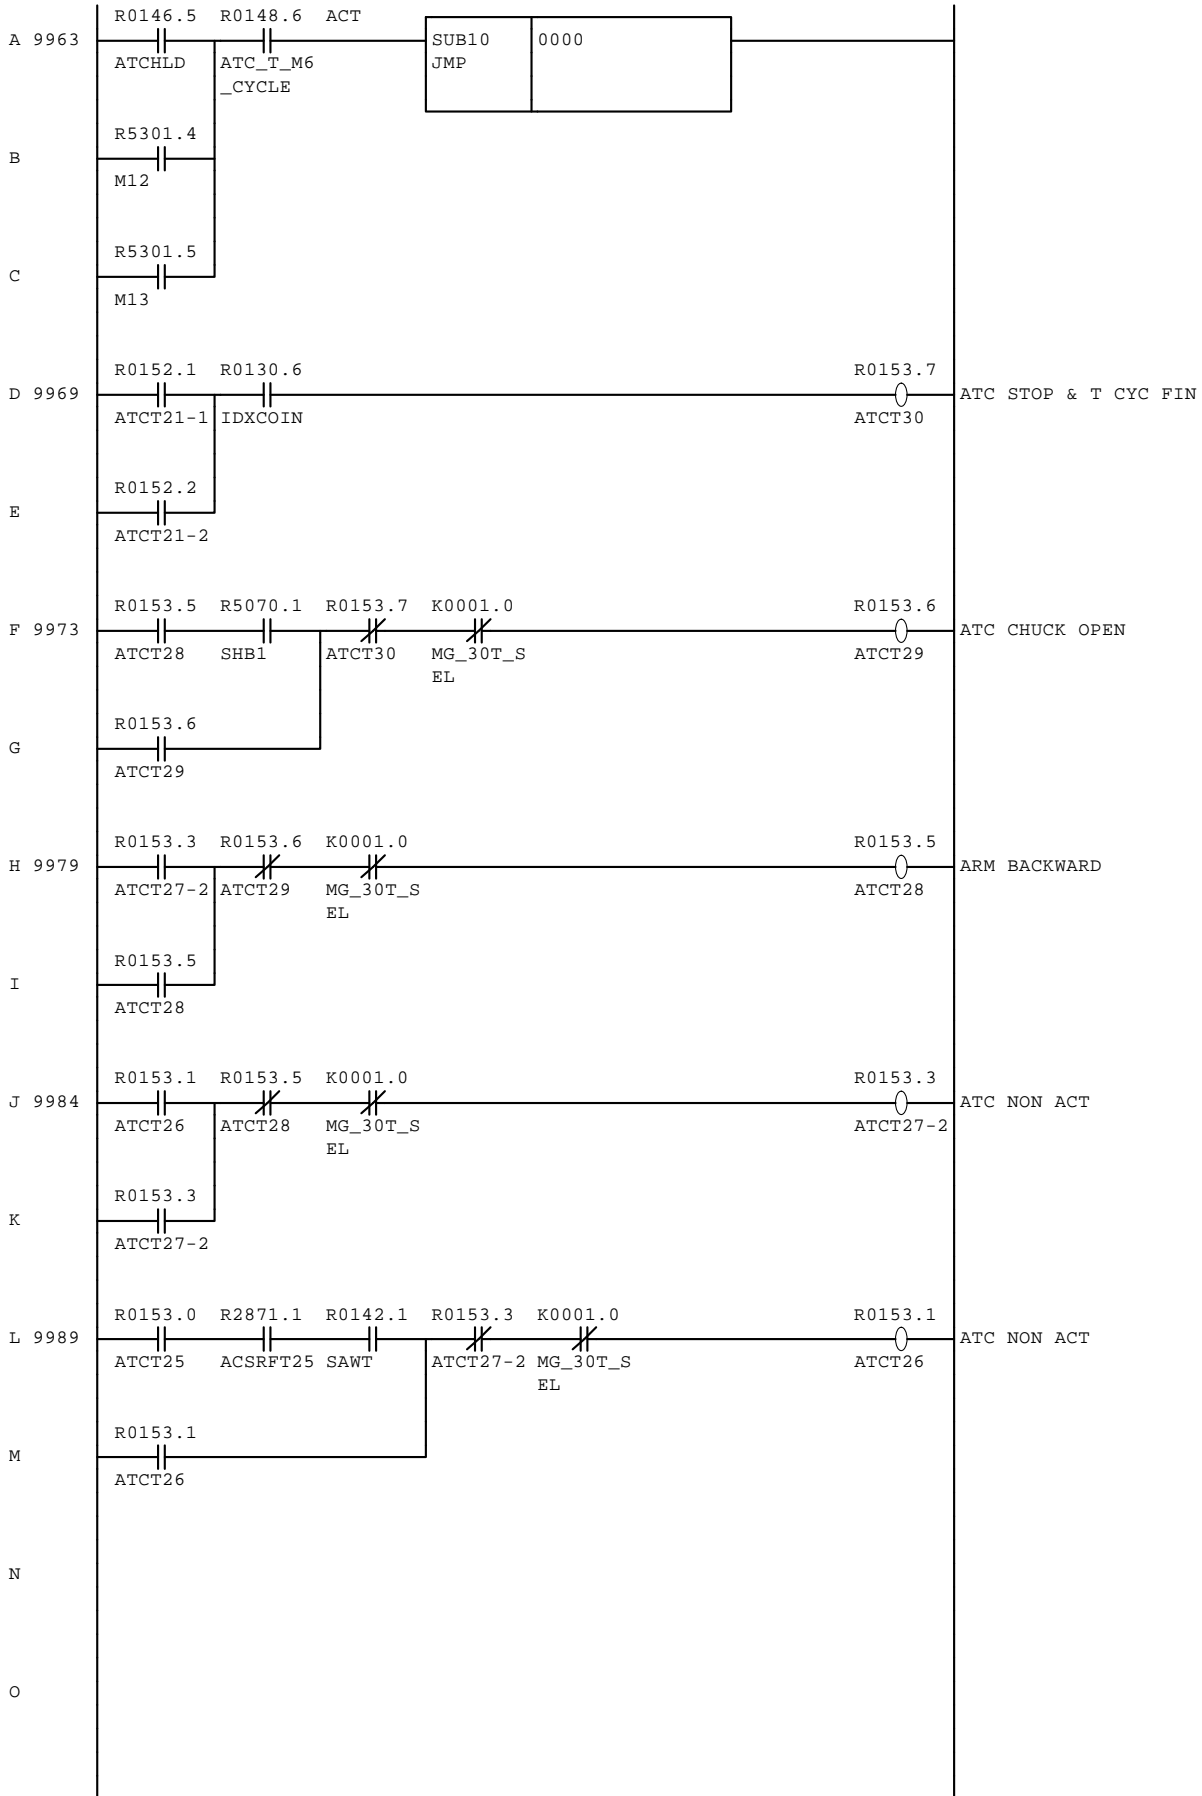 R0146.5 R0148.6 ACT
A 9963 SUB10 0000
ATCHLD ATC_T_M6 JMP
_CYCLE
R5301.4
B
M12
R5301.5
C
M13
R0152.1 R0130.6 R0153.7
D 9969 ATC STOP & T CYC FIN
ATCT21-1 IDXCOIN ATCT30
R0152.2
E
ATCT21-2
R0153.5 R5070.1 R0153.7 K0001.0 R0153.6
F 9973 ATC CHUCK OPEN
ATCT28 SHB1 ATCT30 MG_30T_S ATCT29
EL
R0153.6
G
ATCT29
R0153.3 R0153.6 K0001.0 R0153.5
H 9979 ARM BACKWARD
ATCT27-2 ATCT29 MG_30T_S ATCT28
EL
R0153.5
I
ATCT28
R0153.1 R0153.5 K0001.0 R0153.3
J 9984 ATC NON ACT
ATCT26 ATCT28 MG_30T_S ATCT27-2
EL
R0153.3
K
ATCT27-2
R0153.0 R2871.1 R0142.1 R0153.3 K0001.0 R0153.1
L 9989 ATC NON ACT
ATCT25 ACSRFT25 SAWT ATCT27-2 MG_30T_S ATCT26
EL
R0153.1
M
ATCT26
N
O